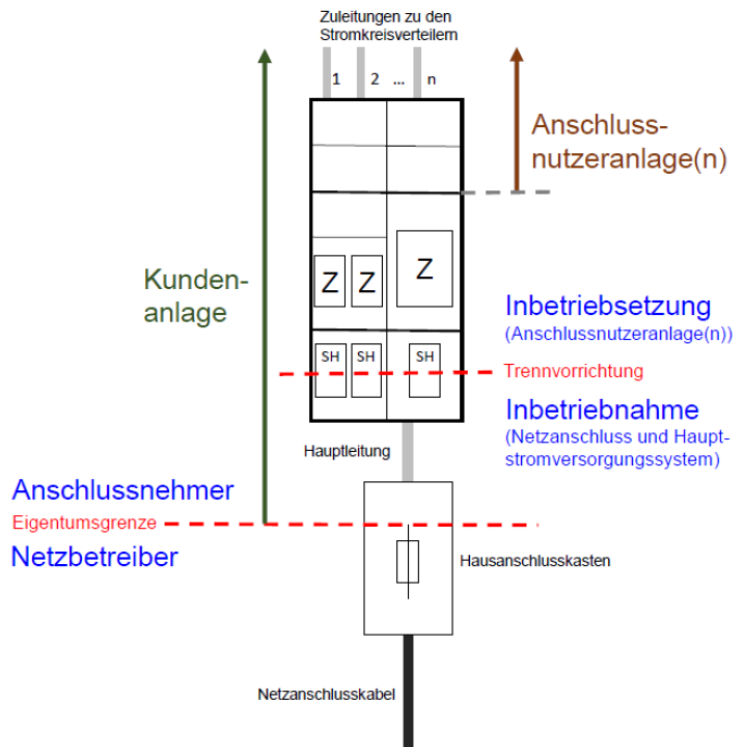 Zuleitungen zu den
Stromkreisverteilern
1 2 ... n
Anschluss-
nutzeranlage(n)
Kunden-
anlage
Z Z Z
Inbetriebsetzung
(Anschlussnutzeranlage(n))
SH SH SH
Trennvorrichtung
Inbetriebnahme
(Netzanschluss und Haupt-
stromversorgungssystem)
Hauptleitung
Anschlussnehmer
Eigentumsgrenze
Netzbetreiber
Hausanschlusskasten
Netzanschlusskabel